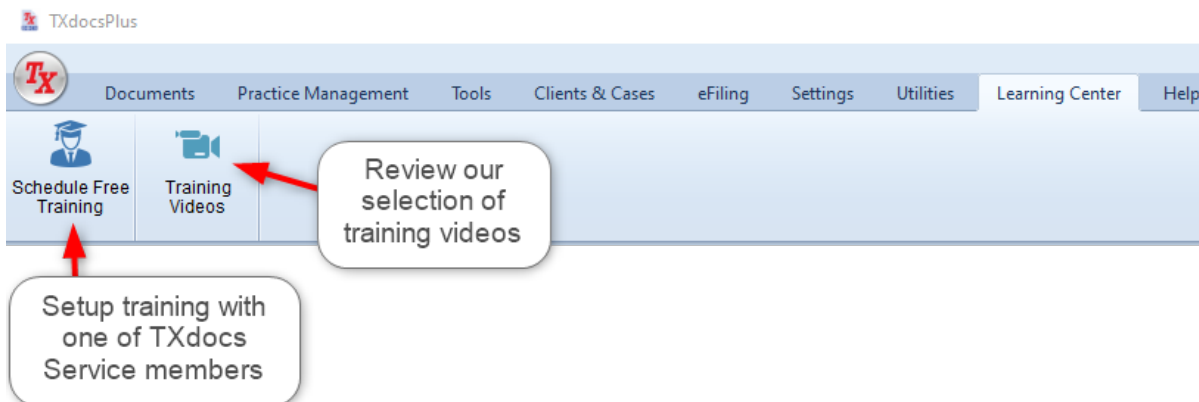 TXdocsPlus
TX
Documents Practice Management Tools Clients & Cases eFiling Settings Utilities Learning Center Help
Schedule Free
Training
Training
Videos
Review our
selection of
training videos
Setup training with
one of TXdocs
Service members